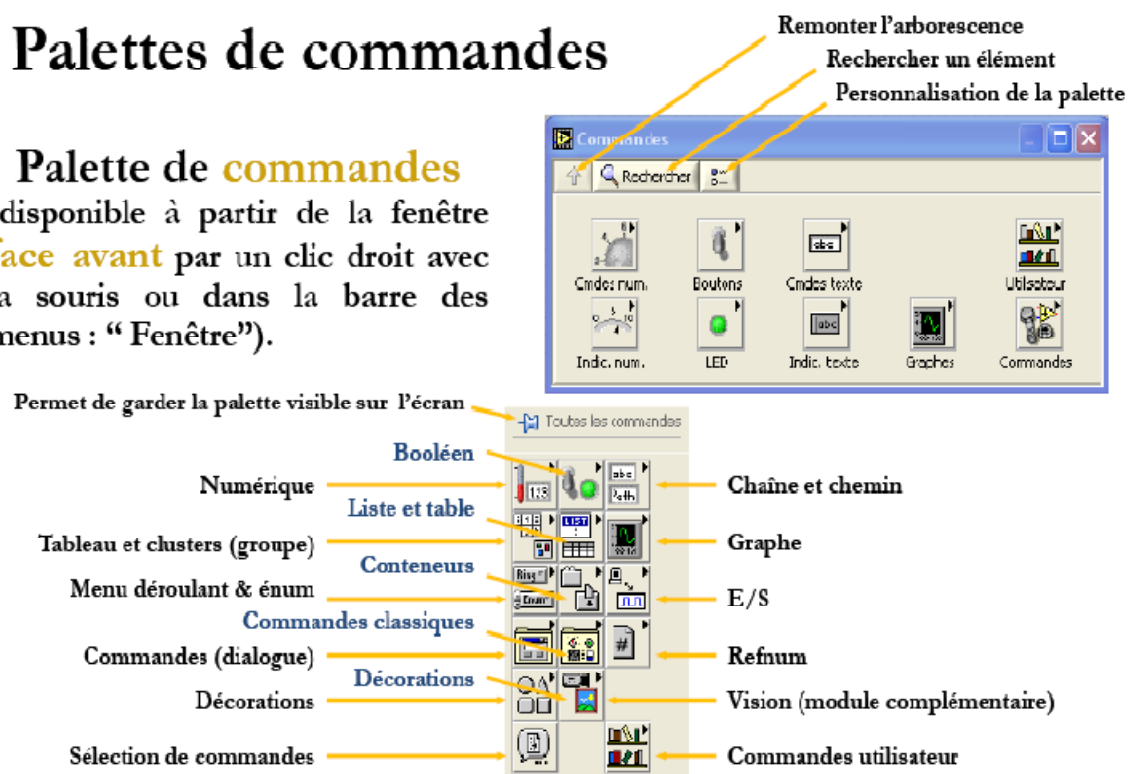 Palettes de commandes
Remonter l'arborescence
Rechercher un élément
Personnalisation de la palette
Palette de commandes
disponible à partir de la fenêtre
face avant par un clic droit avec
a souris ou dans la barre des
menus : “ Fenêtre”).
Commandes
Rechercher
Cmdes num.
Boutons
Cmdes texte
Utilisateur
Indic. num.
LED
Indic. texte
Graphes
Commandes
Permet de garder la palette visible sur l'écran
Toutes les commandes
Booléen
Numérique
Chaîne et chemin
Liste et table
Tableau et clusters (groupe)
Graphe
Conteneurs
Menu déroulant & énum
E/S
Commandes classiques
Commandes (dialogue)
Refnum
Décorations
Décorations
Vision (module complémentaire)
Sélection de commandes
Commandes utilisateur